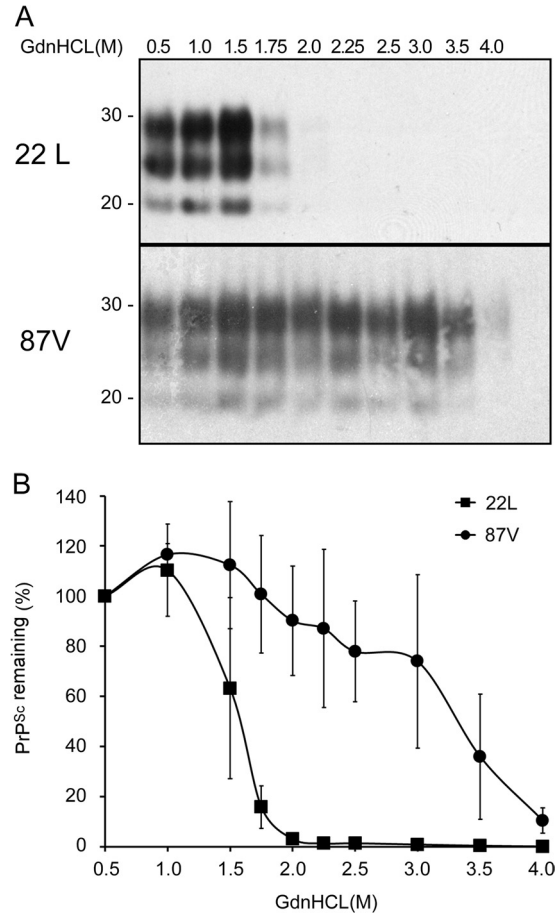 A
GdnHCL(M) 0.5 1.0 1.5 1.75 2.0 2.25 2.5 3.0 3.5 4.0
30 -
22 L
20 -
30 -
87V
20 -
B
140
120
100
80
60
40
20
0
PrPSc remaining (%)
22L
87V
0.5 1.0 1.5 2.0 2.5 3.0 3.5 4.0
GdnHCL(M)